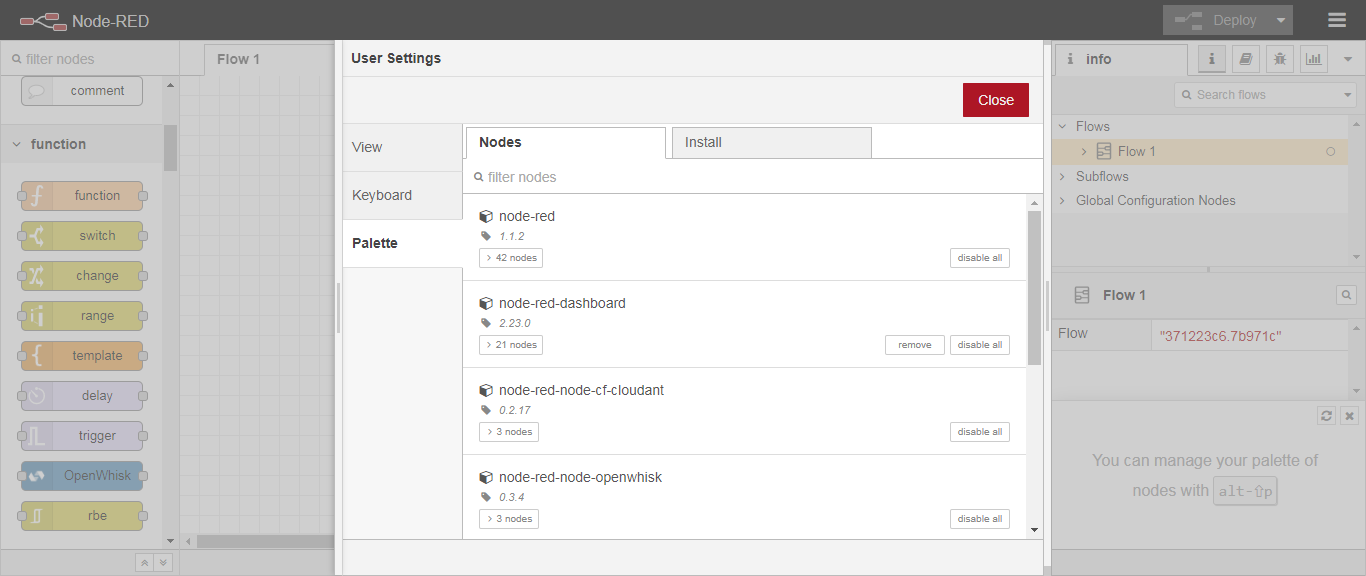 Node-RED
Deploy
filter nodes
comment
function
function
switch
change
range
template
delay
trigger
OpenWhisk
rbe
Flow 1
User Settings
Close
View
Keyboard
Palette
Nodes
Install
filter nodes
node-red
1.1.2
42 nodes
disable all
node-red-dashboard
2.23.0
21 nodes
remove
disable all
node-red-node-cf-cloudant
0.2.17
3 nodes
disable all
node-red-node-openwhisk
0.3.4
3 nodes
disable all
info
Search flows
Flows
Flow 1
Subflows
Global Configuration Nodes
Flow 1
Flow
"371223c6.7b971c"
You can manage your palette of
nodes with alt-⇧p